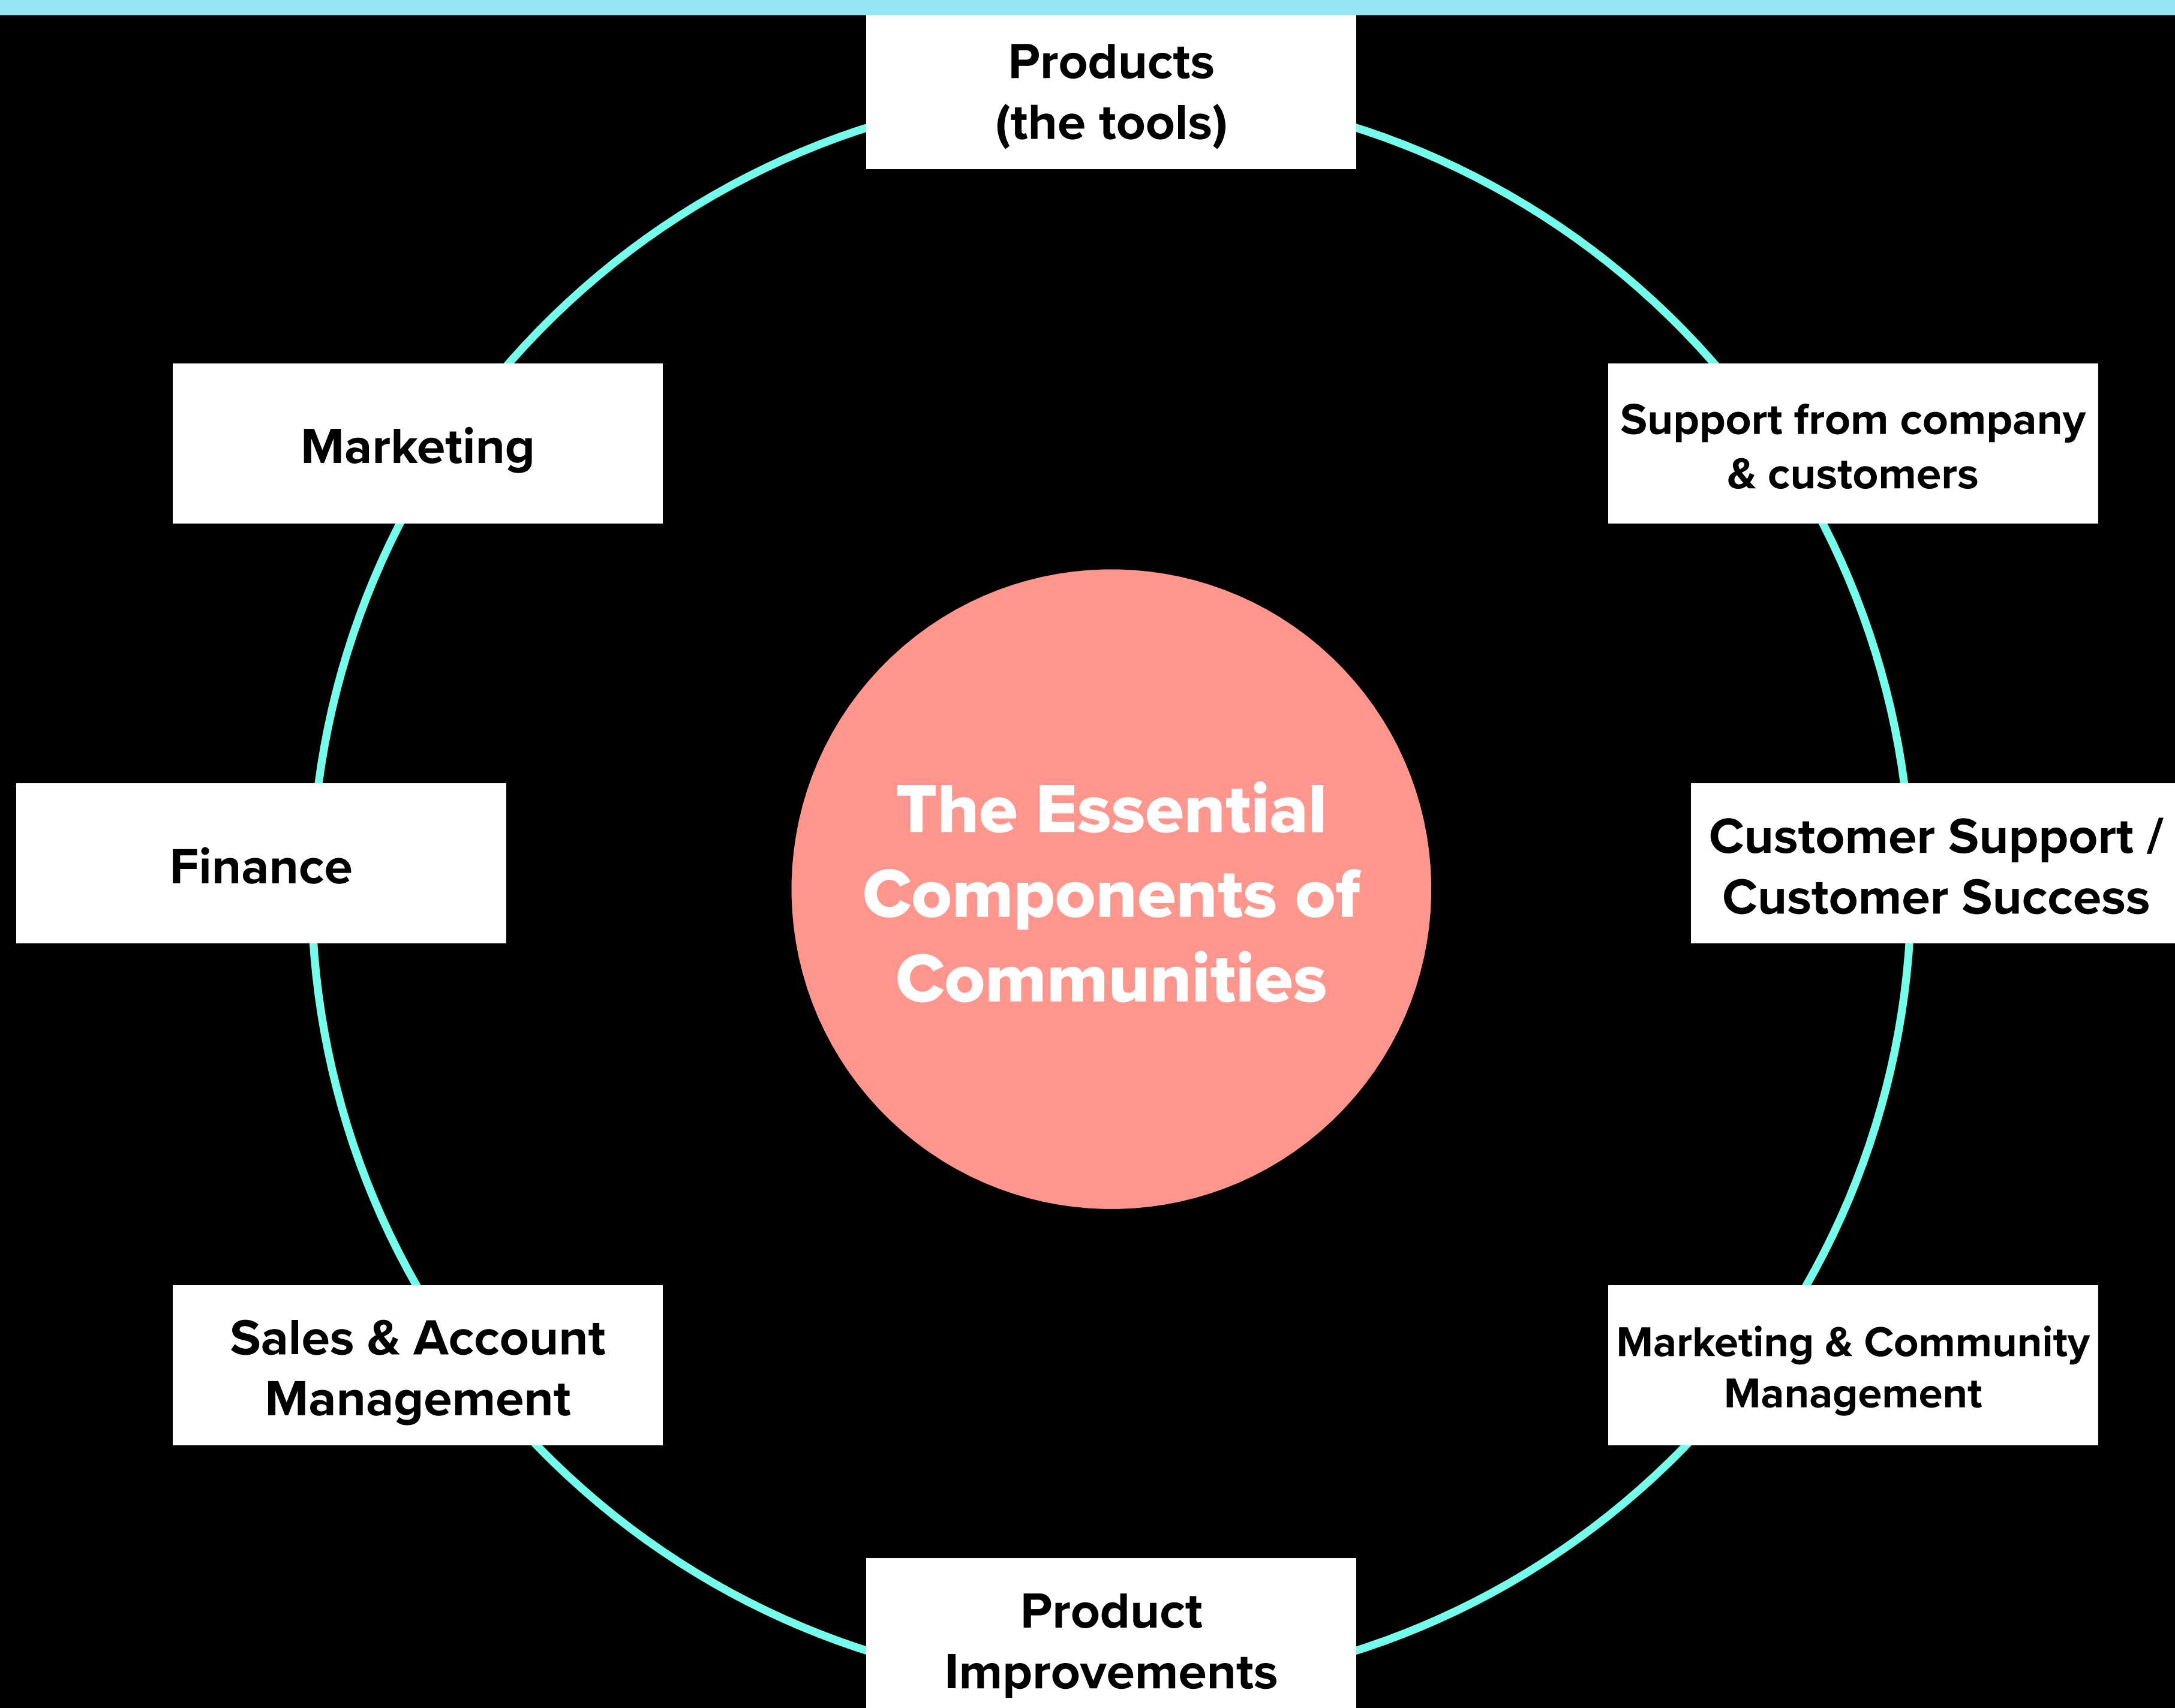 Products
(the tools)
Marketing
Support from company
& customers
The Essential
Components of
Communities
Finance
Customer Support /
Customer Success
Sales & Account
Management
Marketing & Community
Management
Product
Improvements